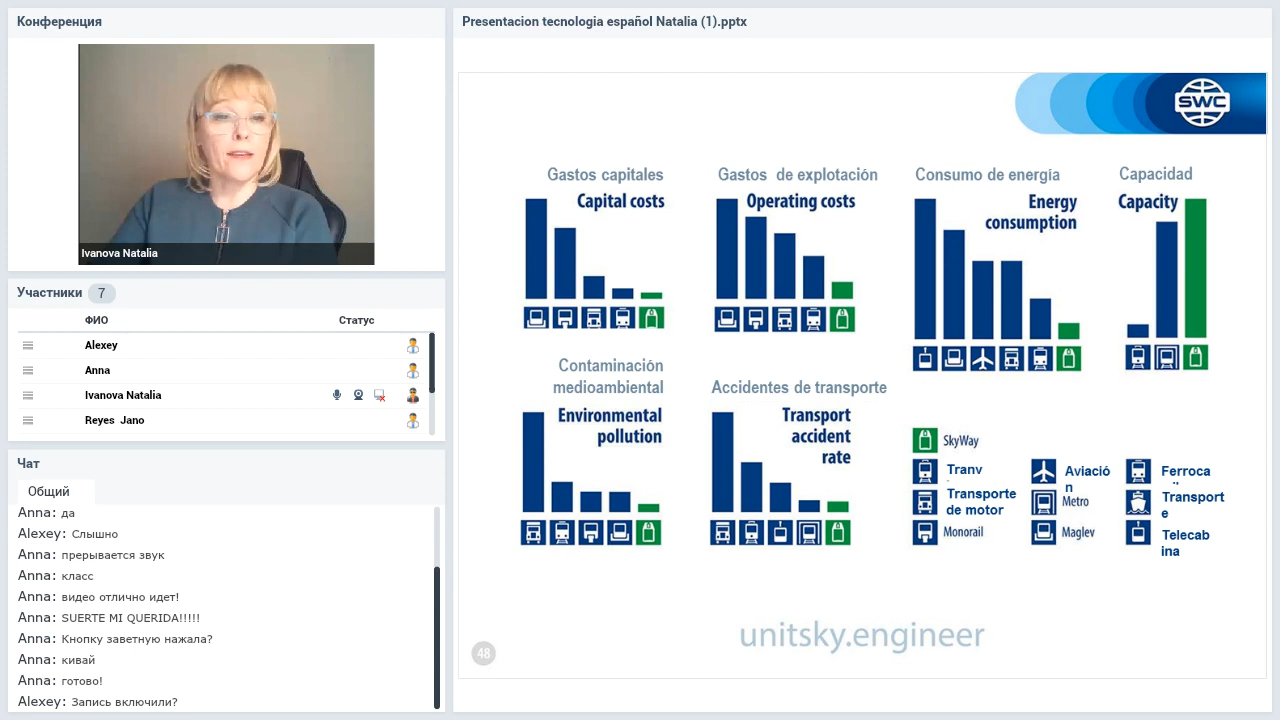 Конференция
Ivanova Natalia
Участники 7
ФИО Статус
Alexey
Anna
Ivanova Natalia
Reyes Jano
Чат
Общий
Anna: да
Alexey: Слышно
Anna: прерывается звук
Anna: класс
Anna: видео отлично идет!
Anna: SUERTE MI QUERIDA!!!!!
Anna: Кнопку заветную нажала?
Anna: кивай
Anna: готово!
Alexey: Запись включили?
Presentacion tecnologia español Natalia (1).pptx
SWC
Gastos capitales
Capital costs
Gastos de explotación
Operating costs
Consumo de energía
Energy
consumption
Capacidad
Capacity
Contaminación
medioambiental
Environmental
pollution
Accidentes de transporte
Transport
accident
rate
SkyWay
Tranv
Transporte
de motor
Monorail
Aviació
n
Metro
Maglev
Ferroca
Transport
e
Telecab
ina
unitsky.engineer
48